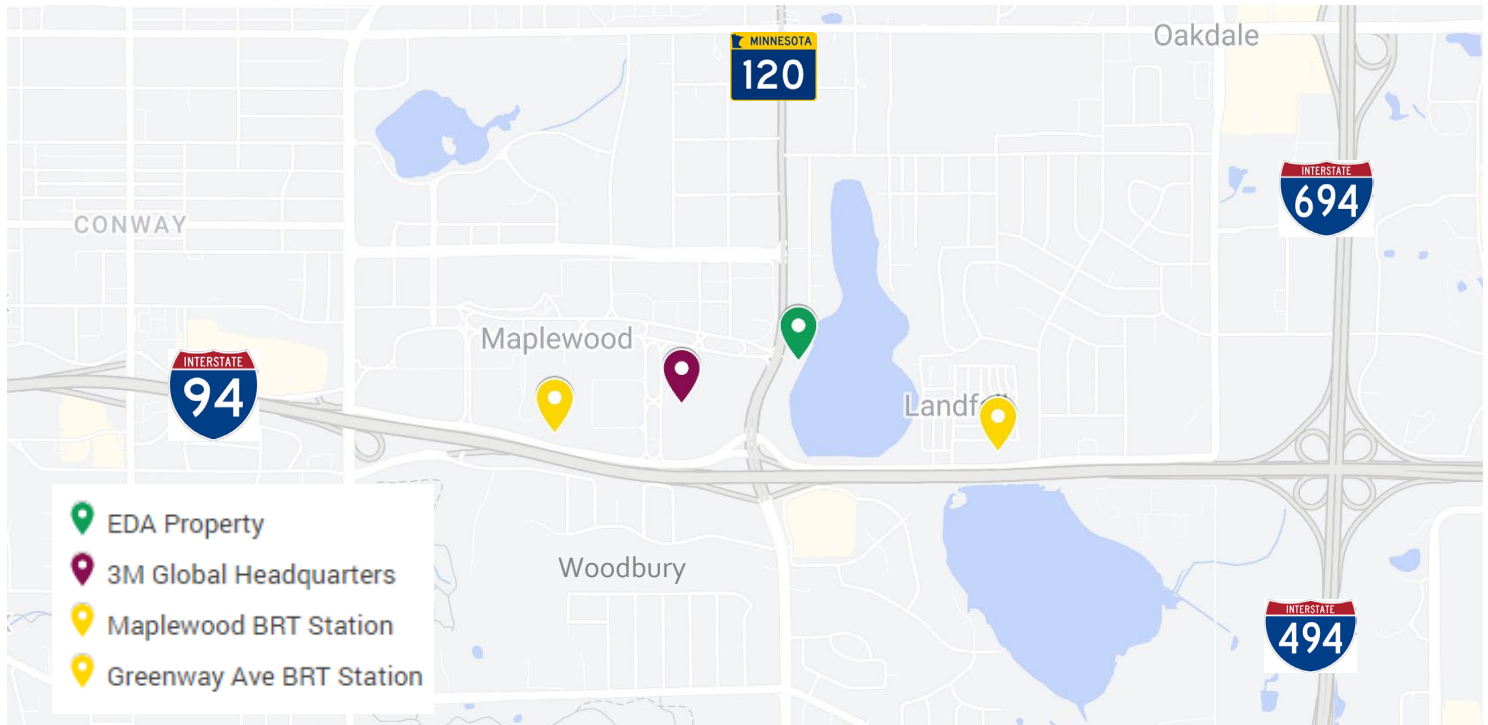 Oakdale
MINNESOTA
120
INTERSTATE
694
CONWAY
Maplewood
INTERSTATE
94
Woodbury
INTERSTATE
494
EDA Property
3M Global Headquarters
Maplewood BRT Station
Greenway Ave BRT Station